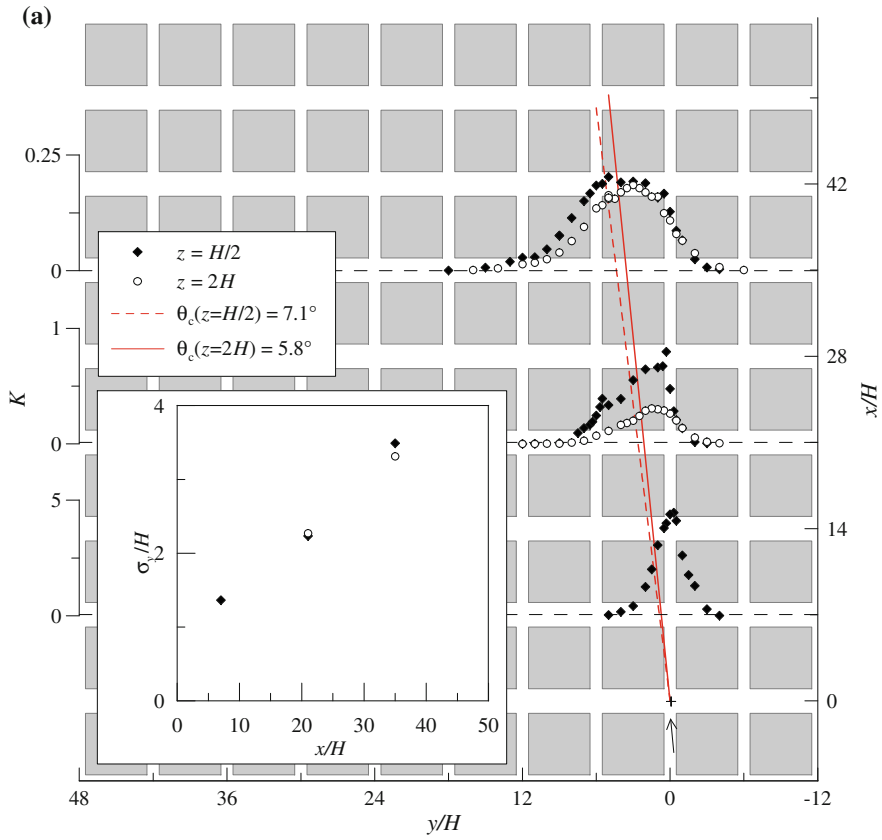 (a)
0.25
0
1
0
5
0
K
42
28
14
0
x/H
z = H/2
z = 2H
θc(z=H/2) = 7.1°
θc(z=2H) = 5.8°
4
2
0
σy/H
0 10 20 30 40 50
x/H
48 36 24 12 0 -12
y/H